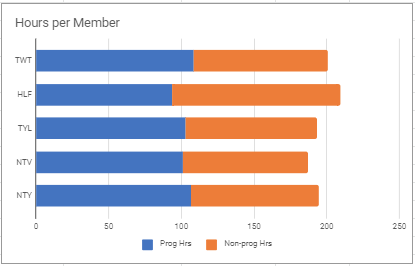 Hours per Member
TWT
HLF
TYL
NTV
NTY
0 50 100 150 200 250
Prog Hrs Non-prog Hrs